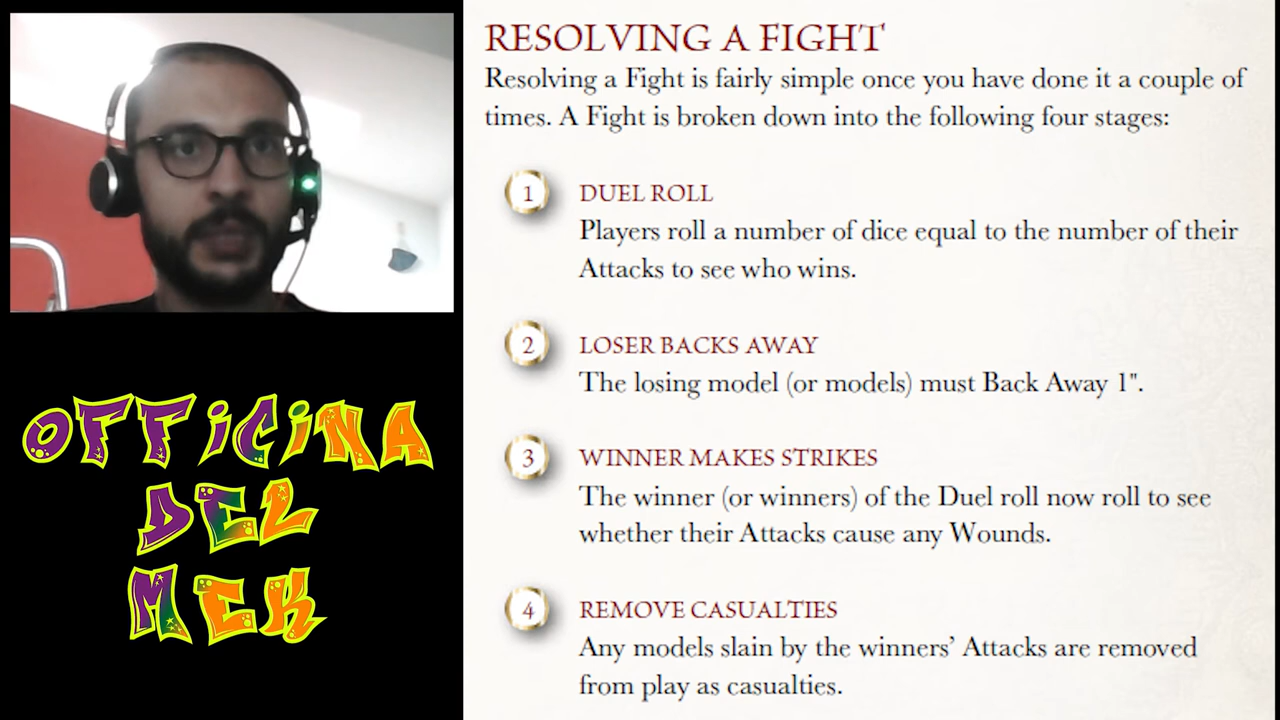 OFFICINA
DEL
MEK
RESOLVING A FIGHT
Resolving a Fight is fairly simple once you have done it a couple of
times. A Fight is broken down into the following four stages:
1 DUEL ROLL
Players roll a number of dice equal to the number of their
Attacks to see who wins.
2 LOSER BACKS AWAY
The losing model (or models) must Back Away 1".
3 WINNER MAKES STRIKES
The winner (or winners) of the Duel roll now roll to see
whether their Attacks cause any Wounds.
4 REMOVE CASUALTIES
Any models slain by the winners’ Attacks are removed
from play as casualties.